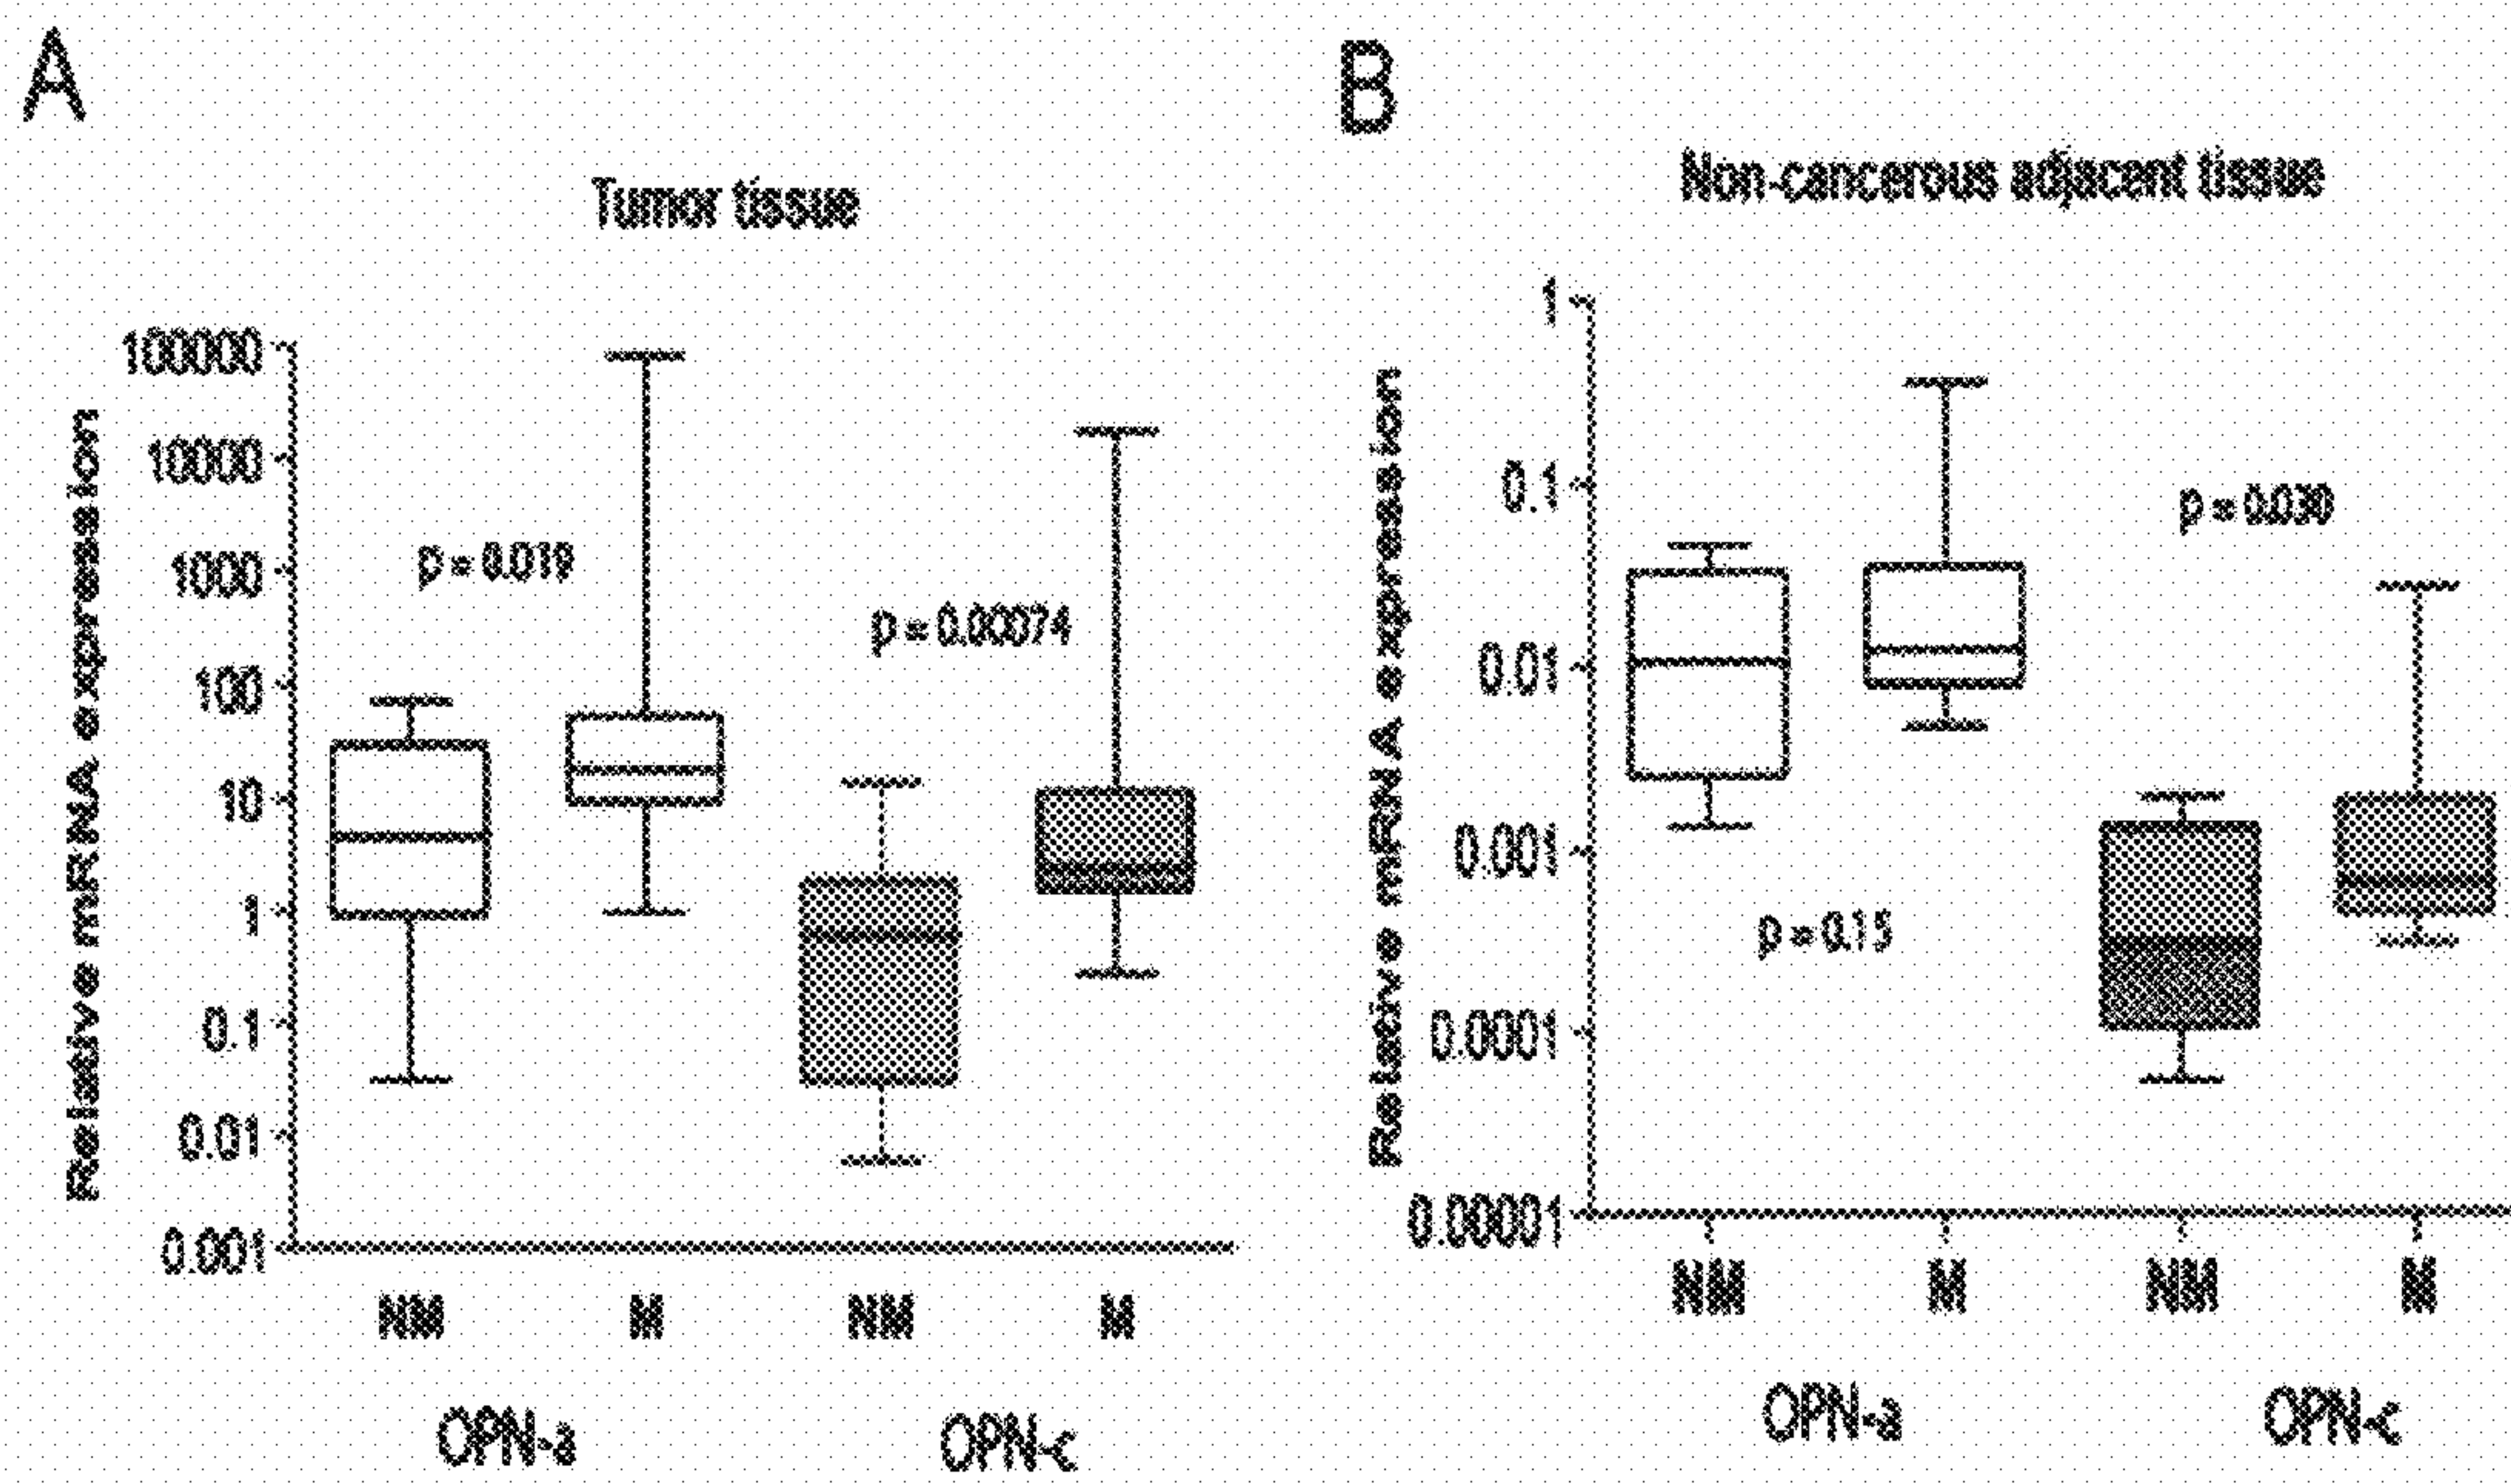 A
Tumor tissue
Relative mRNA expression
100000
10000
1000
100
10
1
0.1
0.01
0.001
p = 0.019
p = 0.00074
NM M NM M
OPN-a OPN-c
B
Non-cancerous adjacent tissue
Relative mRNA expression
1
0.1
0.01
0.001
0.0001
0.00001
p = 0.030
p = 0.15
NM M NM M
OPN-a OPN-c